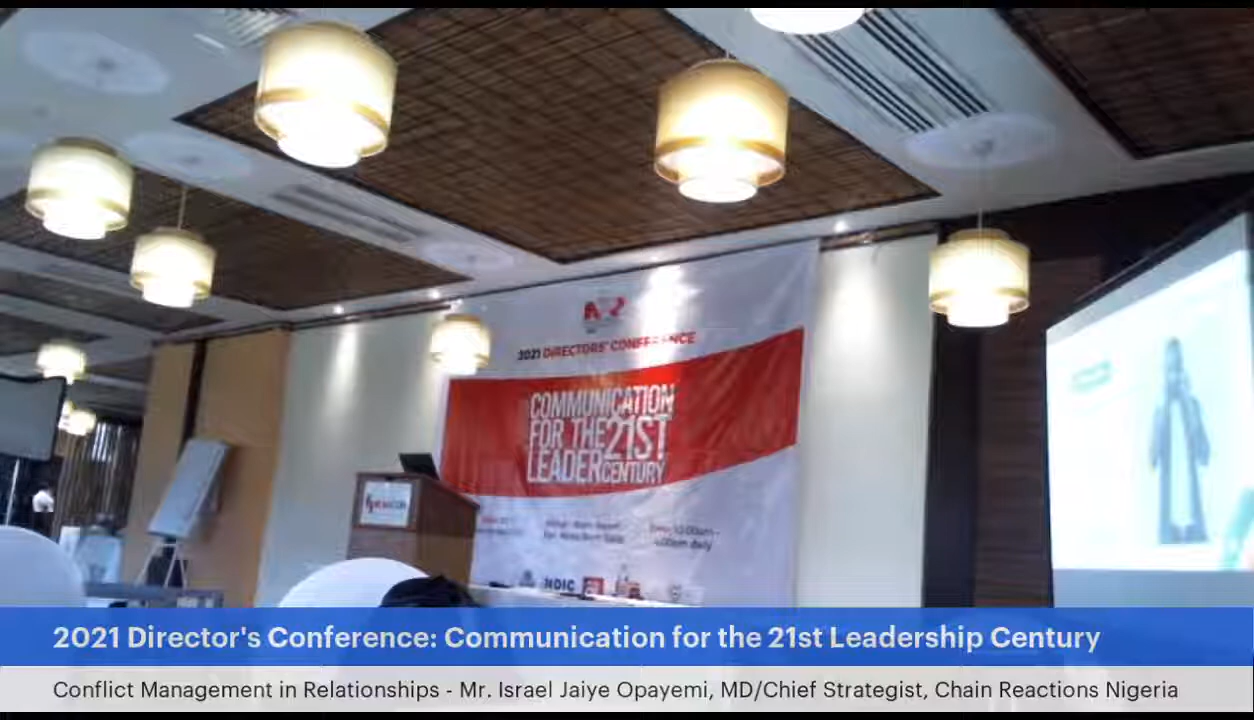 2021 DIRECTORS' CONFERENCE
COMMUNICATION
FOR THE 21ST
LEADER CENTURY
NDIC
2021 Director's Conference: Communication for the 21st Leadership Century
Conflict Management in Relationships - Mr. Israel Jaiye Opayemi, MD/Chief Strategist, Chain Reactions Nigeria